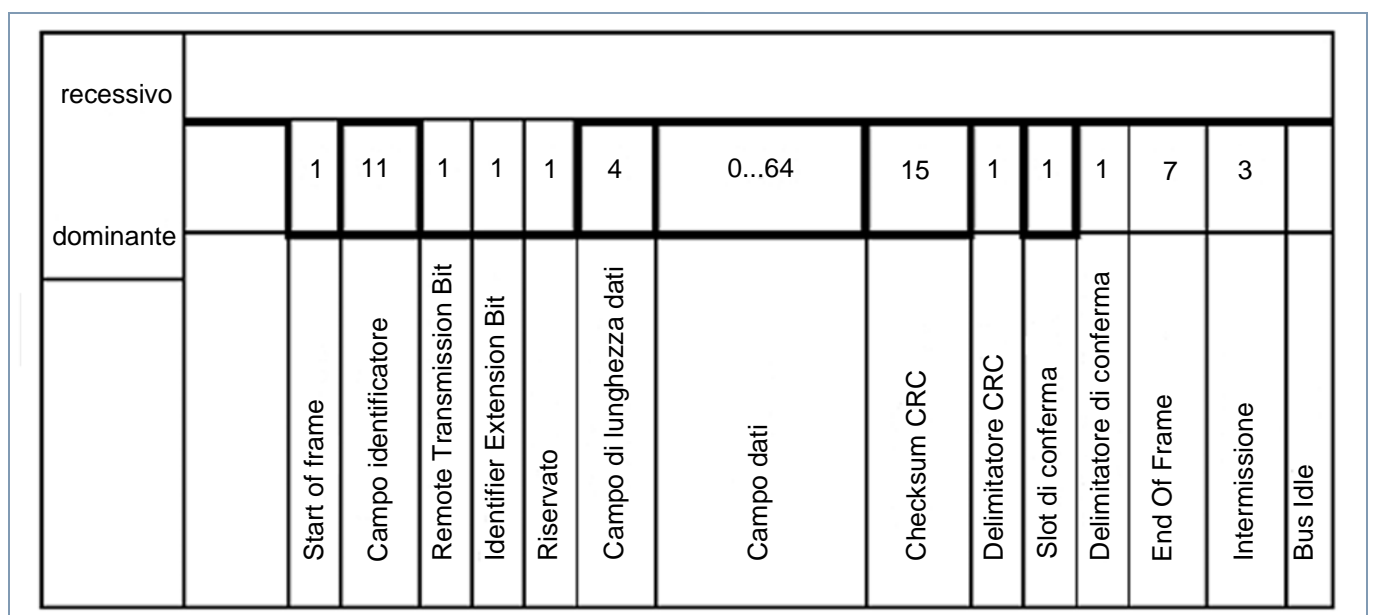 recessivo
1
11
1
1
1
4
0...64
15
1
1
1
7
3
dominante
Start of frame
Campo identificatore
Remote Transmission Bit
Identifier Extension Bit
Riservato
Campo di lunghezza dati
Campo dati
Checksum CRC
Delimitatore CRC
Slot di conferma
Delimitatore di conferma
End Of Frame
Intermissione
Bus Idle